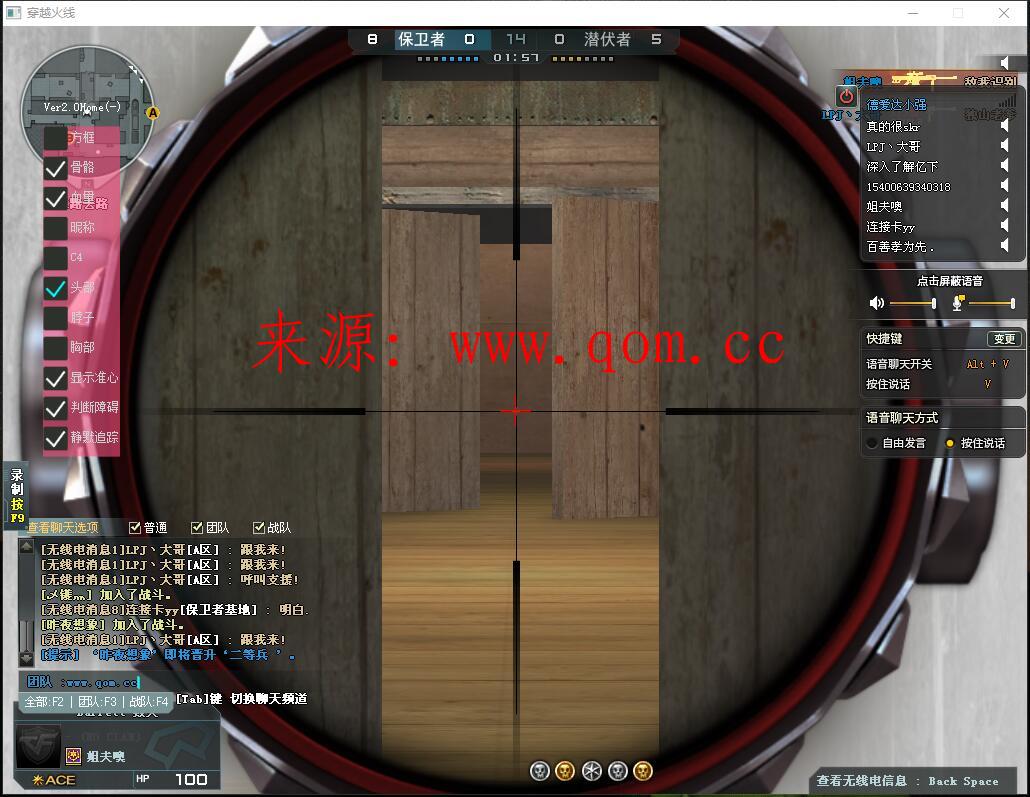 穿越火线
8 保卫者 0 14 0 潜伏者 5
01:57
Ver2.0Home(-)
A
方框
骨骼
血量
昵称
C4
头部
脖子
胸部
显示准心
判断障碍
静默追踪
姐夫噢
敌我识别
德爱达小强
真的很skr
LPJ丶大哥
深入了解亿下
15400639340318
姐夫噢
连接卡yy
百善孝为先.
点击屏蔽语音
快捷键 变更
语音聊天开关 Alt + V
按住说话 V
语音聊天方式
自由发言 按住说话
来源：www.qom.cc
录制按F9
查看聊天选项 普通 团队 战队
[无线电消息1]LPJ丶大哥[A区] : 跟我来!
[无线电消息1]LPJ丶大哥[A区] : 跟我来!
[无线电消息1]LPJ丶大哥[A区] : 呼叫支援!
加入了战斗。
[无线电消息8]连接卡yy[保卫者基地] : 明白.
[昨夜想象] 加入了战斗。
[无线电消息1]LPJ丶大哥[A区] : 跟我来!
[提示] ‘昨夜想象’即将晋升‘二等兵 ’。
团队 :www.qom.cc
全部:F2 | 团队:F3 | 战队:F4 [Tab]键 切换聊天频道
[NO CLAN]
姐夫噢
ACE HP 100
查看无线电信息 : Back Space